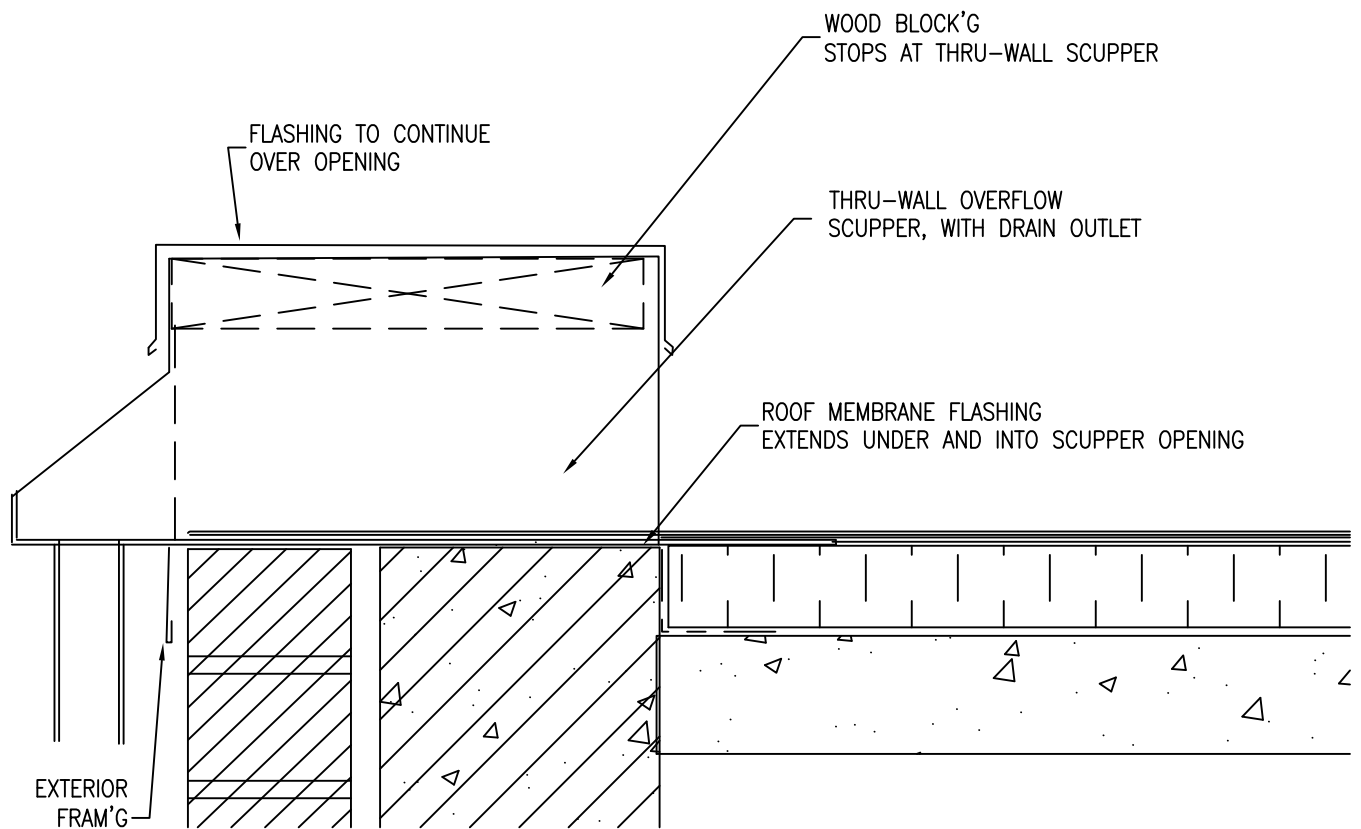 WOOD BLOCK'G
STOPS AT THRU-WALL SCUPPER
FLASHING TO CONTINUE
OVER OPENING
THRU-WALL OVERFLOW
SCUPPER, WITH DRAIN OUTLET
ROOF MEMBRANE FLASHING
EXTENDS UNDER AND INTO SCUPPER OPENING
EXTERIOR
FRAM'G